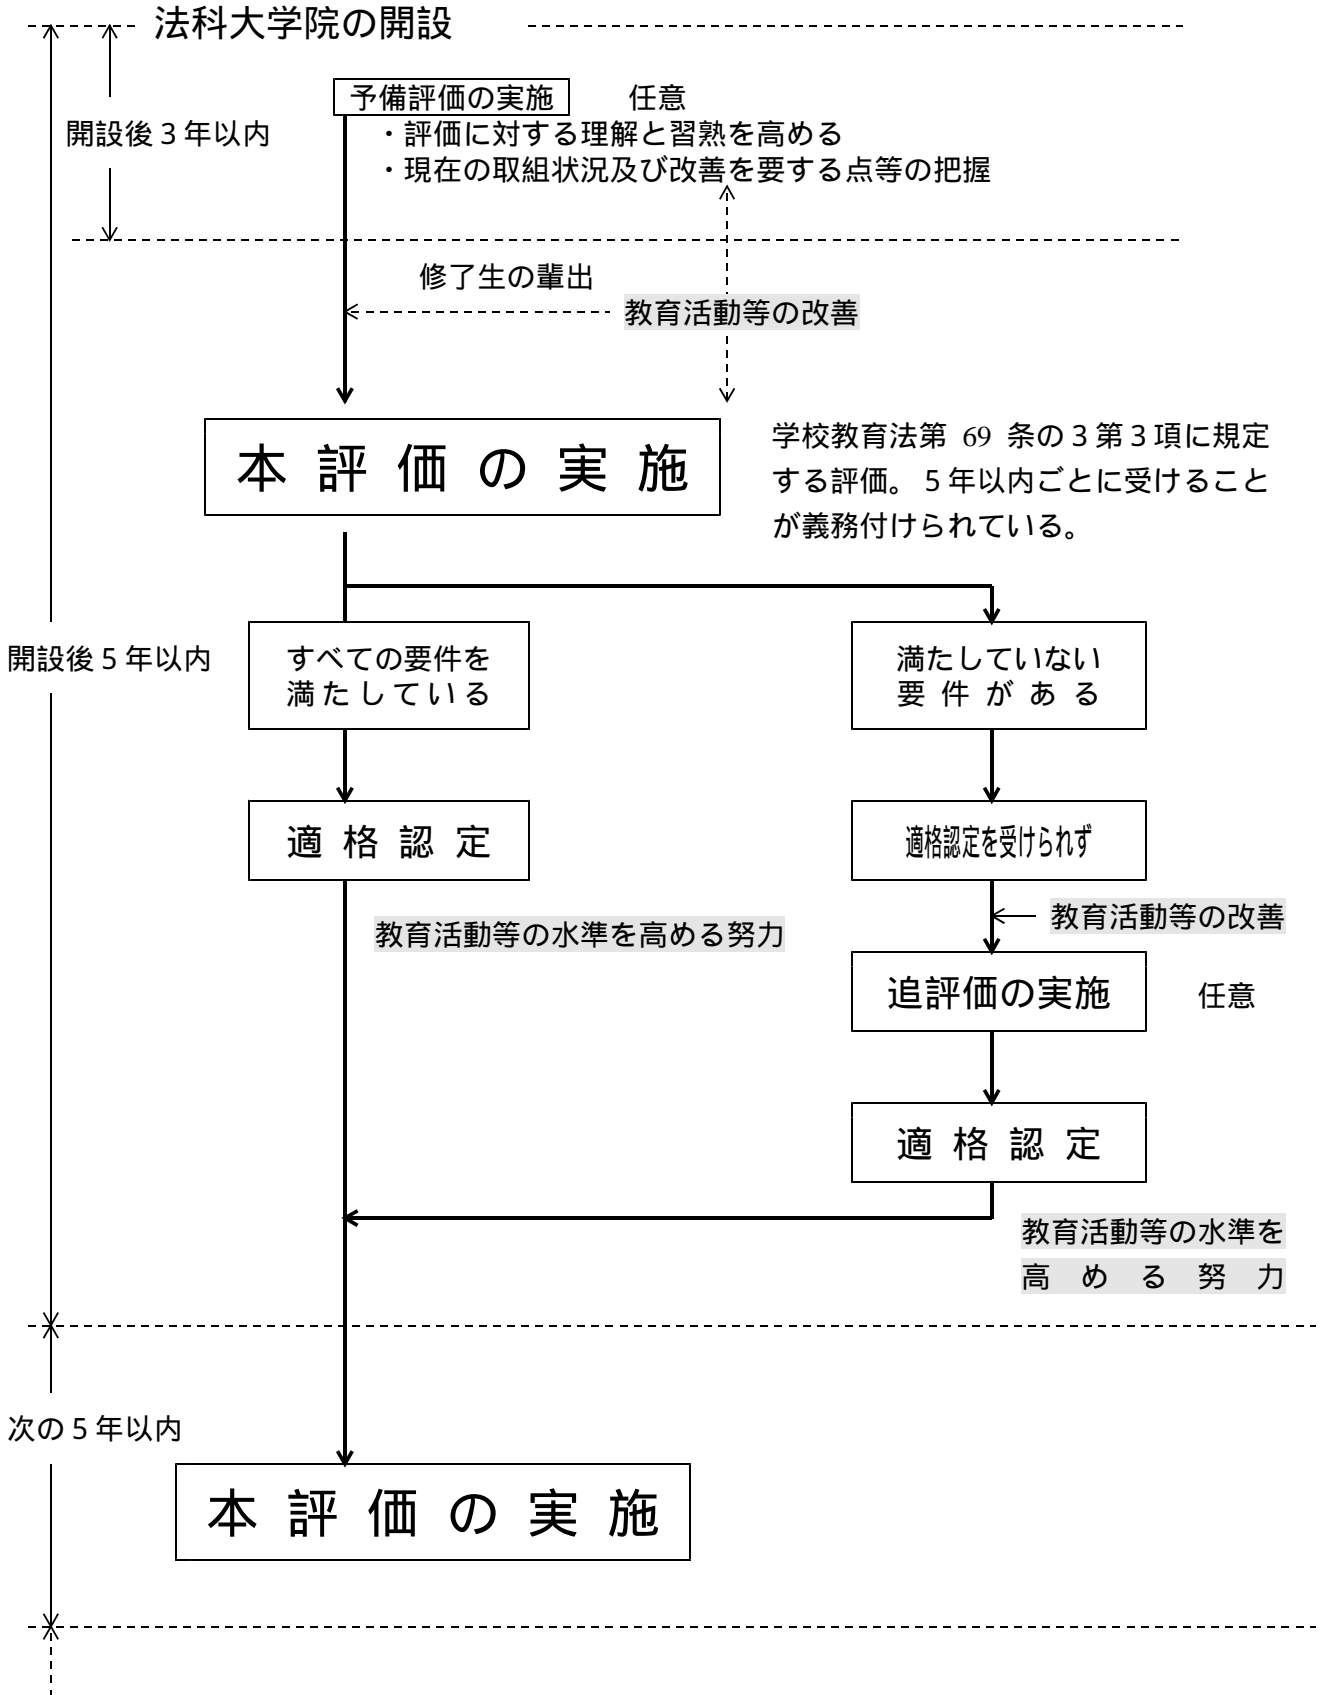 法科大学院の開設
予備評価の実施
任意
開設後３年以内
・評価に対する理解と習熟を高める
・現在の取組状況及び改善を要する点等の把握
修了生の輩出
教育活動等の改善
本評価の実施
学校教育法第 69 条の３第３項に規定
する評価。５年以内ごとに受けること
が義務付けられている。
開設後５年以内
すべての要件を
満たしている
満たしていない
要件がある
適格認定
適格認定を受けられず
教育活動等の改善
教育活動等の水準を高める努力
追評価の実施
任意
適格認定
教育活動等の水準を
高める努力
次の５年以内
本評価の実施